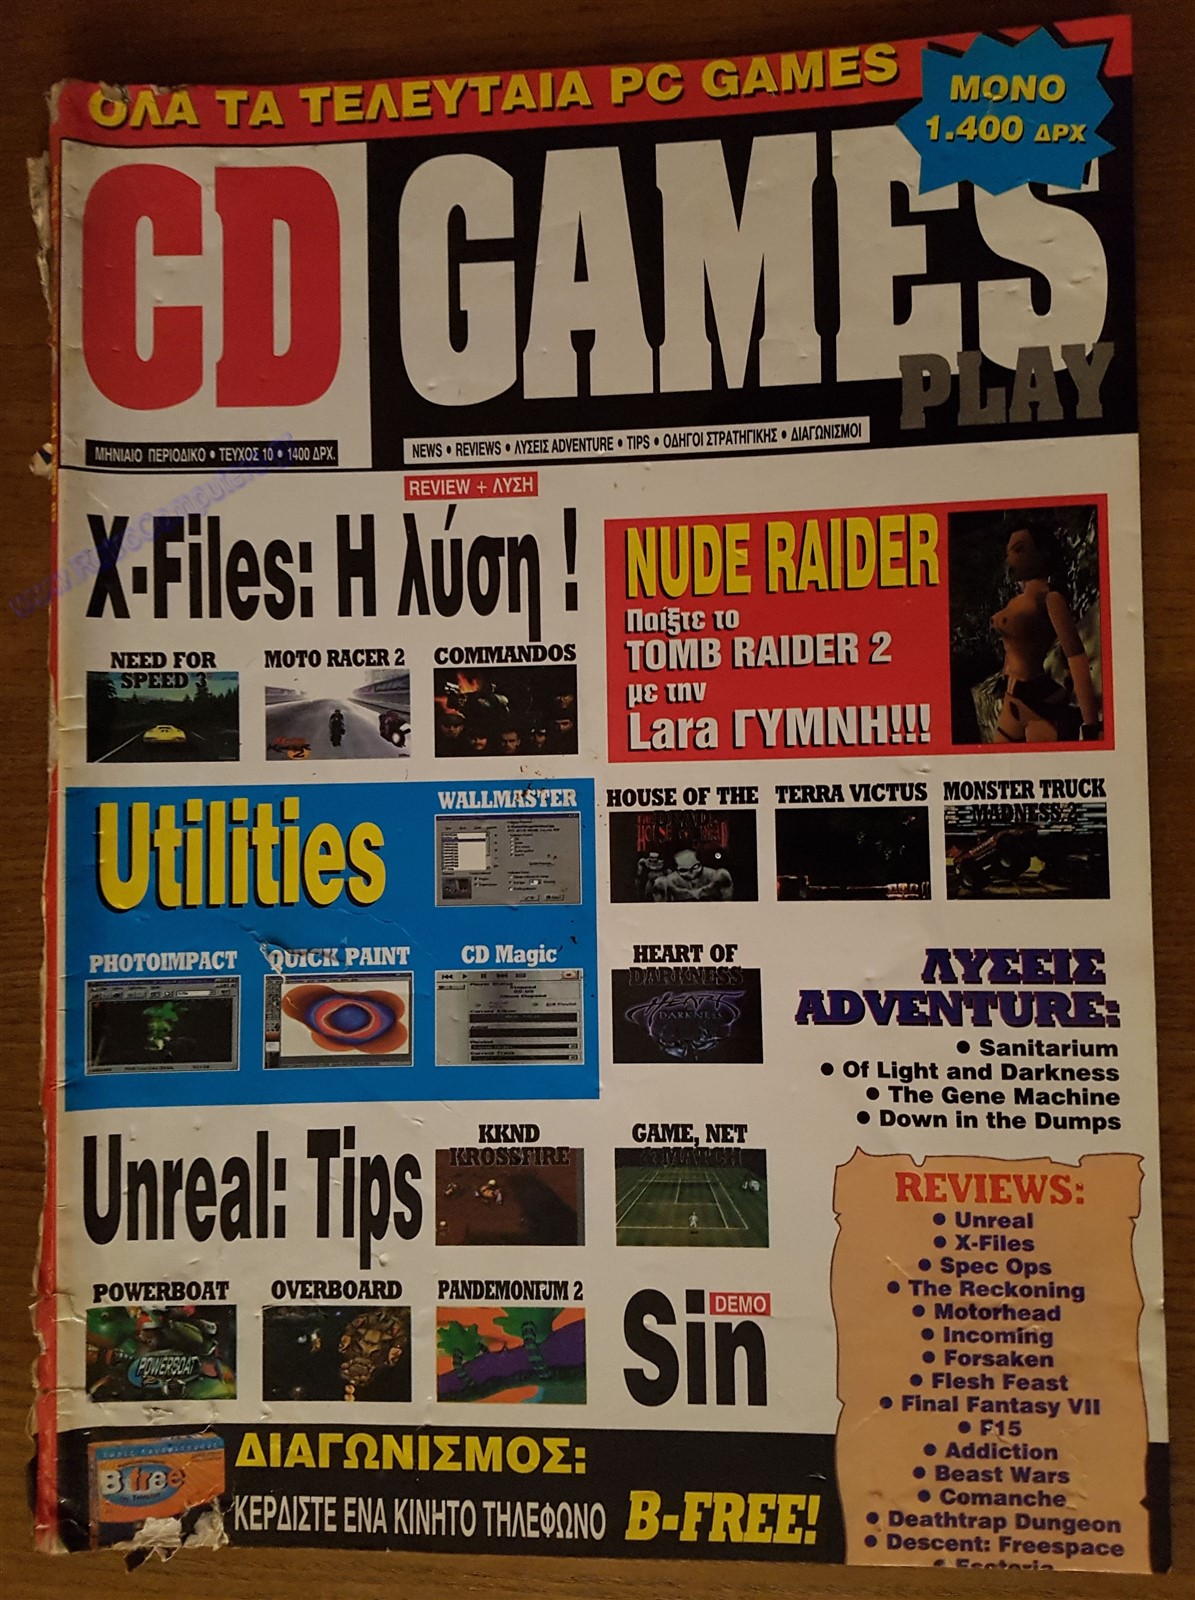 ΟΛΑ ΤΑ ΤΕΛΕΥΤΑΙΑ PC GAMES
ΜΟΝΟ
1.400 ΔΡΧ
CD GAMES
PLAY
ΜΗΝΙΑΙΟ ΠΕΡΙΟΔΙΚΟ • ΤΕΥΧΟΣ 10 • 1400 ΔΡΧ.
NEWS • REVIEWS • ΛΥΣΕΙΣ ADVENTURE • TIPS • ΟΔΗΓΟΙ ΣΤΡΑΤΗΓΙΚΗΣ • ΔΙΑΓΩΝΙΣΜΟΙ
REVIEW + ΛΥΣΗ
X-Files: Η λύση !
NUDE RAIDER
Παίξτε το
TOMB RAIDER 2
με την
Lara ΓΥΜΝΗ!!!
NEED FOR
SPEED 3
MOTO RACER 2
COMMANDOS
Utilities
WALLMASTER
PHOTOIMPACT
QUICK PAINT
CD Magic
HOUSE OF THE
DEAD
TERRA VICTUS
MONSTER TRUCK
MADNESS 2
HEART OF
DARKNESS
HEART
DARKNESS
ΛΥΣΕΙΣ
ADVENTURE:
• Sanitarium
• Of Light and Darkness
• The Gene Machine
• Down in the Dumps
Unreal: Tips
KKND
KROSSFIRE
GAME, NET
& MATCH
POWERBOAT
POWERBOAT
OVERBOARD
PANDEMONIUM 2
Sin
DEMO
REVIEWS:
• Unreal
• X-Files
• Spec Ops
• The Reckoning
• Motorhead
• Incoming
• Forsaken
• Flesh Feast
• Final Fantasy VII
• F15
• Addiction
• Beast Wars
• Comanche
• Deathtrap Dungeon
• Descent: Freespace
• Esoteria
B free
ΔΙΑΓΩΝΙΣΜΟΣ:
ΚΕΡΔΙΣΤΕ ΕΝΑ ΚΙΝΗΤΟ ΤΗΛΕΦΩΝΟ B-FREE!